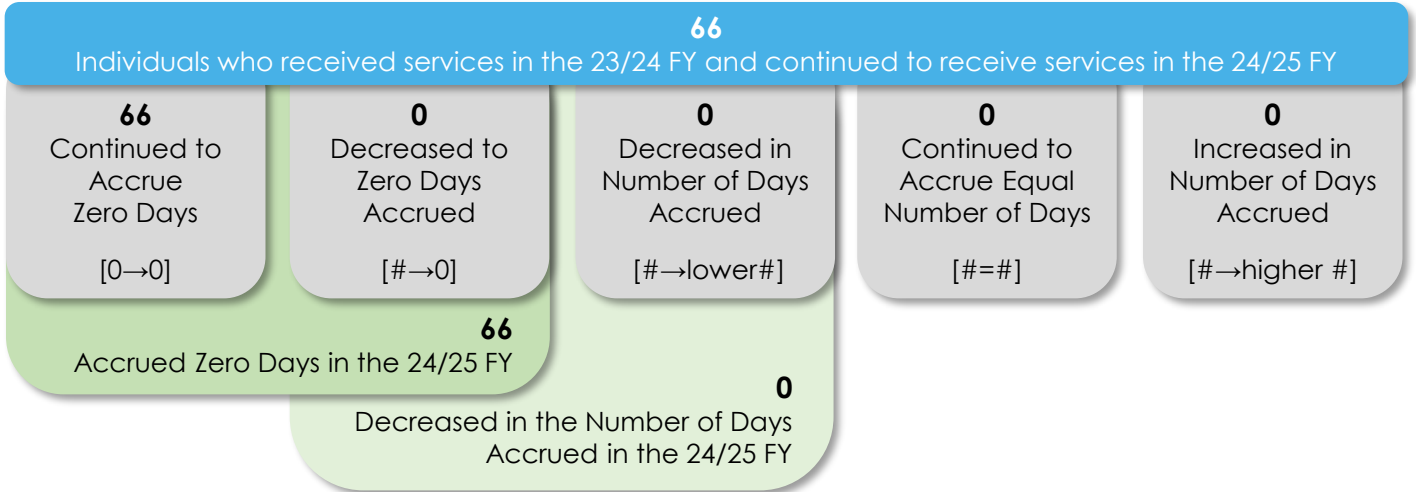 66
Individuals who received services in the 23/24 FY and continued to receive services in the 24/25 FY
66
Continued to
Accrue
Zero Days
[0→0]
0
Decreased to
Zero Days
Accrued
[#→0]
0
Decreased in
Number of Days
Accrued
[#→lower#]
0
Continued to
Accrue Equal
Number of Days
[#=#]
0
Increased in
Number of Days
Accrued
[#→higher #]
66
Accrued Zero Days in the 24/25 FY
0
Decreased in the Number of Days
Accrued in the 24/25 FY